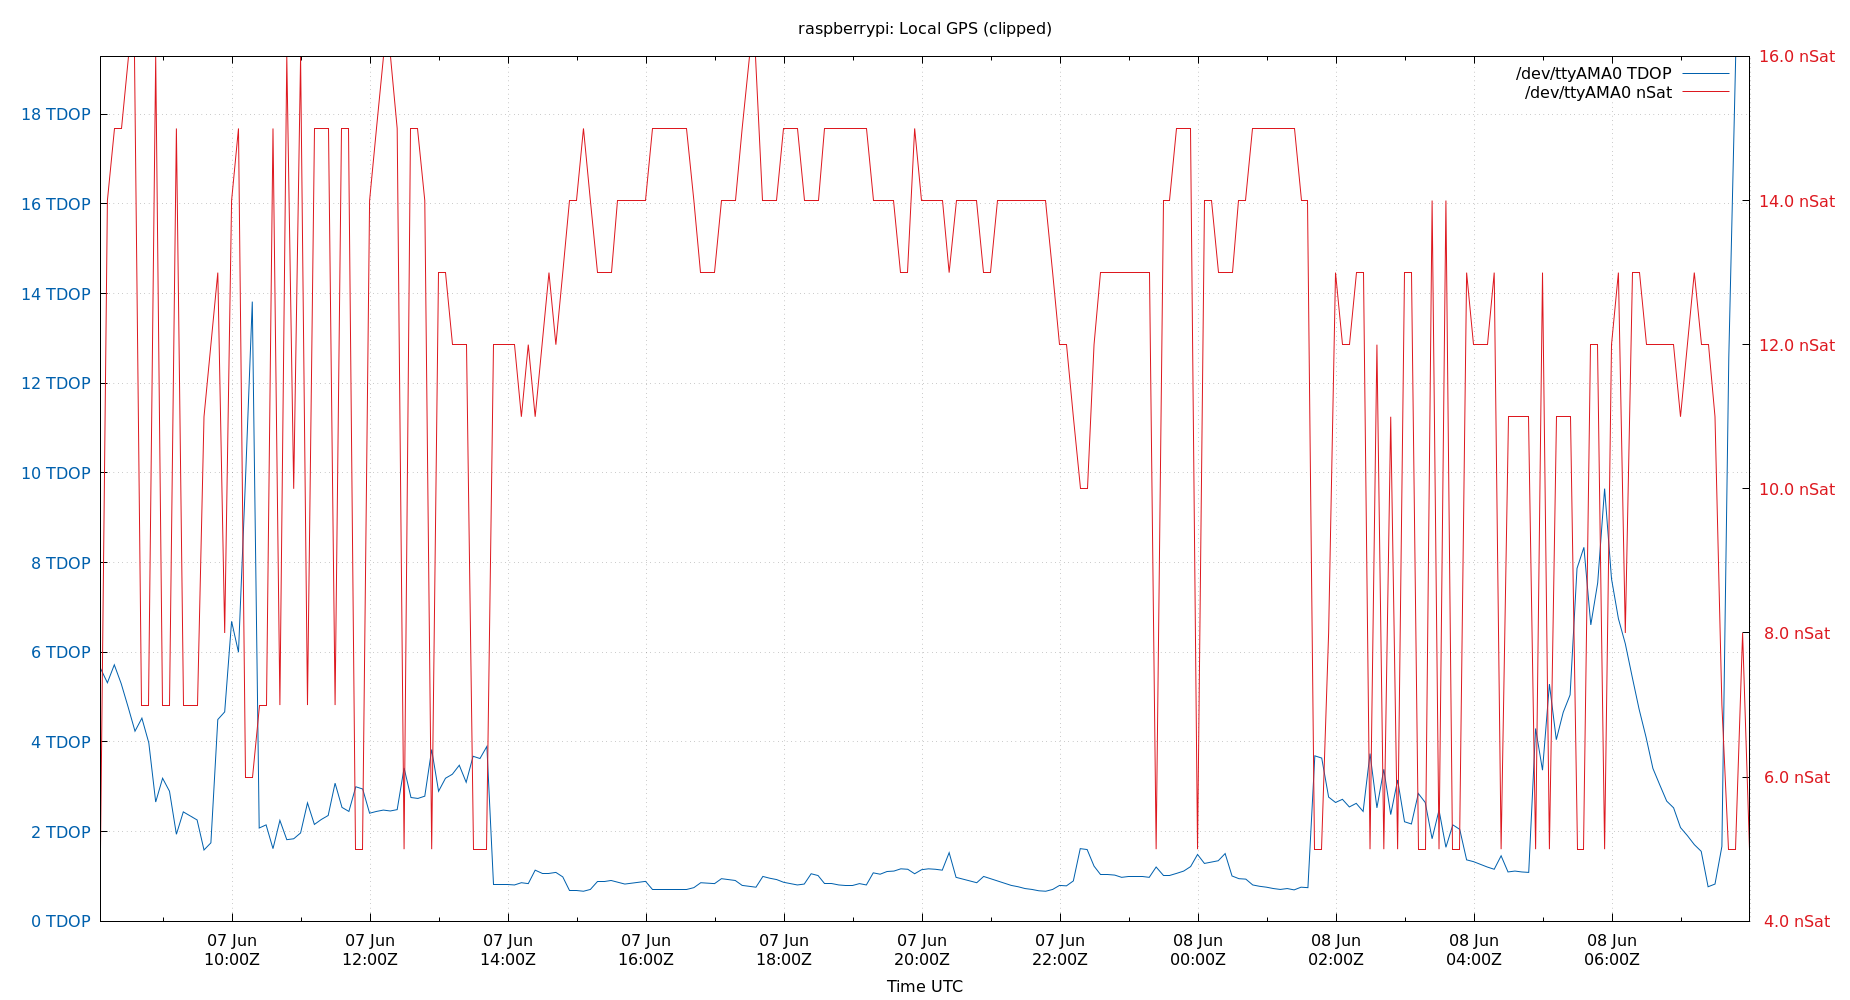 raspberrypi: Local GPS (clipped)
16.0 nSat
/dev/ttyAMA0 TDOP
/dev/ttyAMA0 nSat
18 TDOP
16 TDOP
14.0 nSat
14 TDOP
12.0 nSat
12 TDOP
10 TDOP
10.0 nSat
8 TDOP
8.0 nSat
6 TDOP
6.0 nSat
4 TDOP
2 TDOP
0 TDOP
4.0 nSat
07 Jun 07 Jun 07 Jun 07 Jun 07 Jun 07 Jun 07 Jun 08 Jun 08 Jun 08 Jun 08 Jun
10:00Z 12:00Z 14:00Z 16:00Z 18:00Z 20:00Z 22:00Z 00:00Z 02:00Z 04:00Z 06:00Z
Time UTC